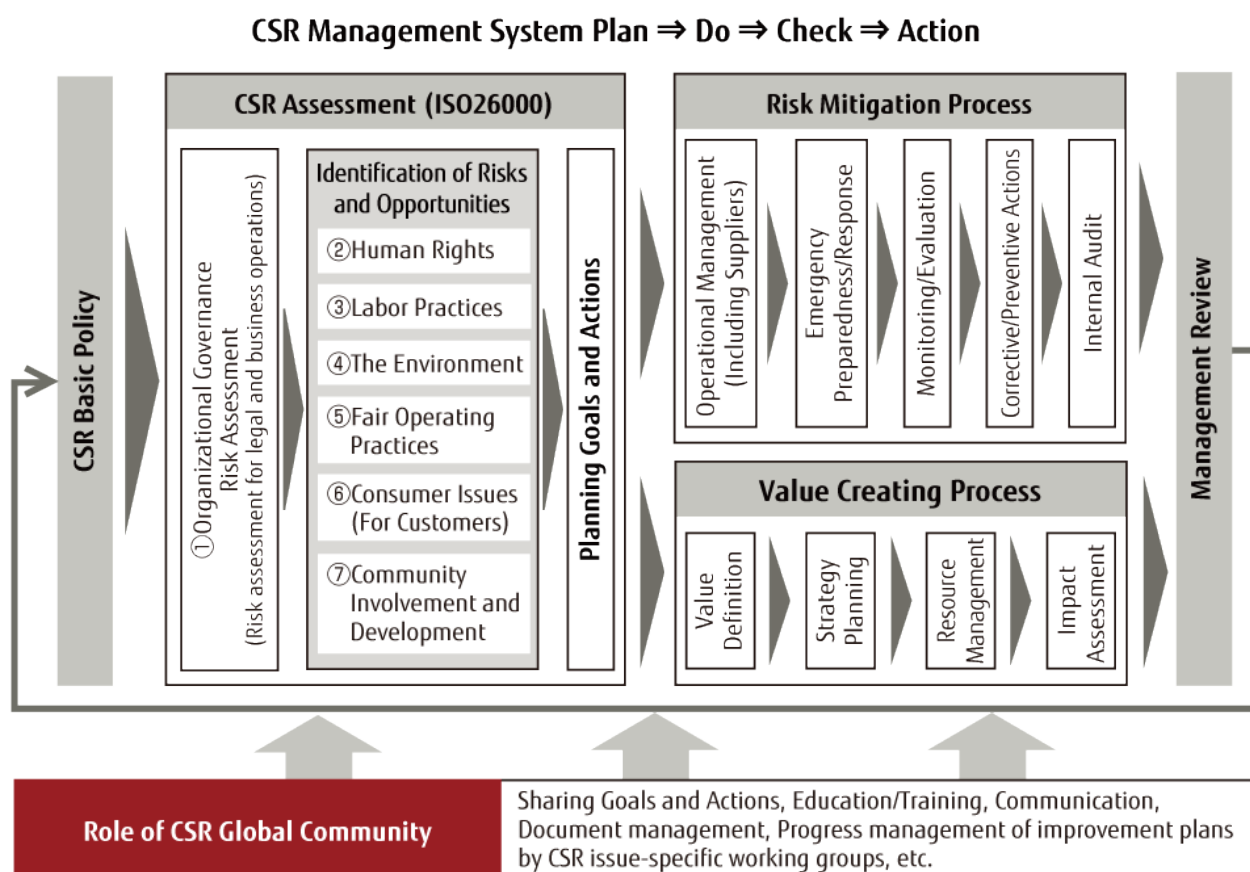 CSR Management System Plan ⇒ Do ⇒ Check ⇒ Action
CSR Basic Policy
CSR Assessment (ISO26000)
①Organizational Governance
Risk Assessment
(Risk assessment for legal and business operations)
Identification of Risks
and Opportunities
②Human Rights
③Labor Practices
④The Environment
⑤Fair Operating
Practices
⑥Consumer Issues
(For Customers)
⑦Community
Involvement and
Development
Planning Goals and Actions
Risk Mitigation Process
Operational Management
(Including Suppliers)
Emergency
Preparedness/Response
Monitoring/Evaluation
Corrective/Preventive Actions
Internal Audit
Value Creating Process
Value
Definition
Strategy
Planning
Resource
Management
Impact
Assessment
Management Review
Role of CSR Global Community
Sharing Goals and Actions, Education/Training, Communication,
Document management, Progress management of improvement plans
by CSR issue-specific working groups, etc.